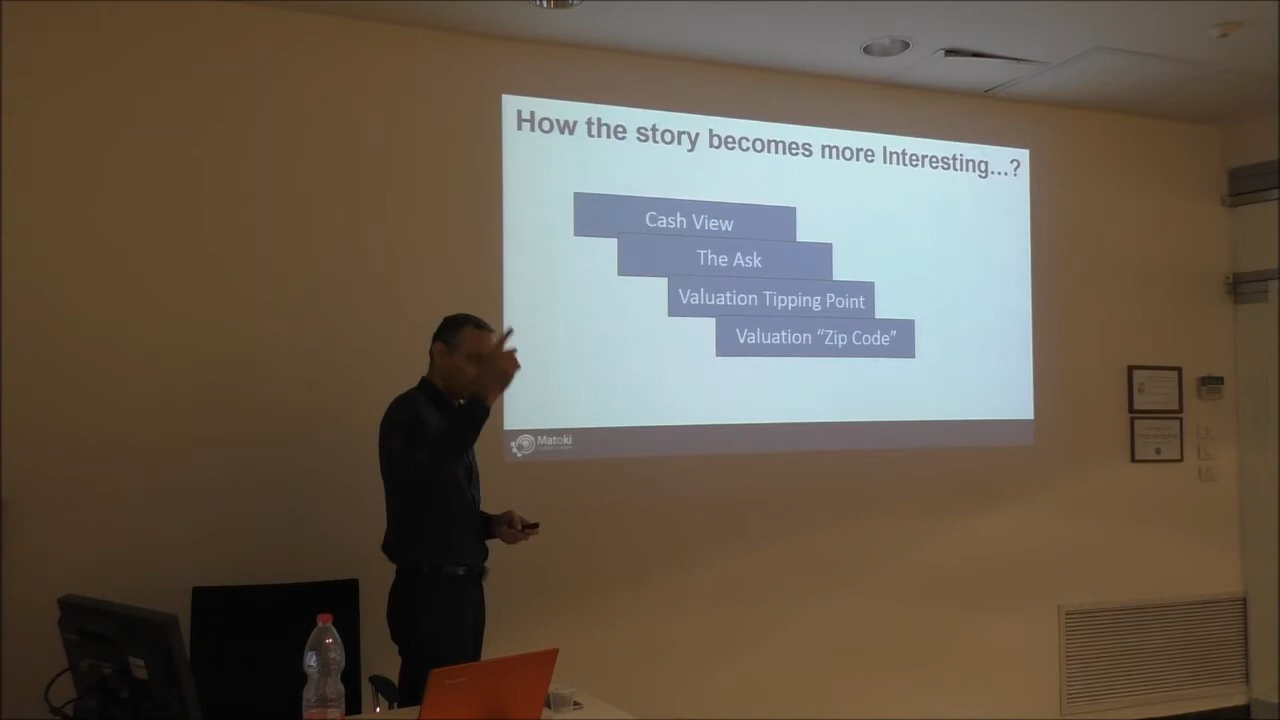 How the story becomes more Interesting...?
Cash View
The Ask
Valuation Tipping Point
Valuation “Zip Code”
Matoki